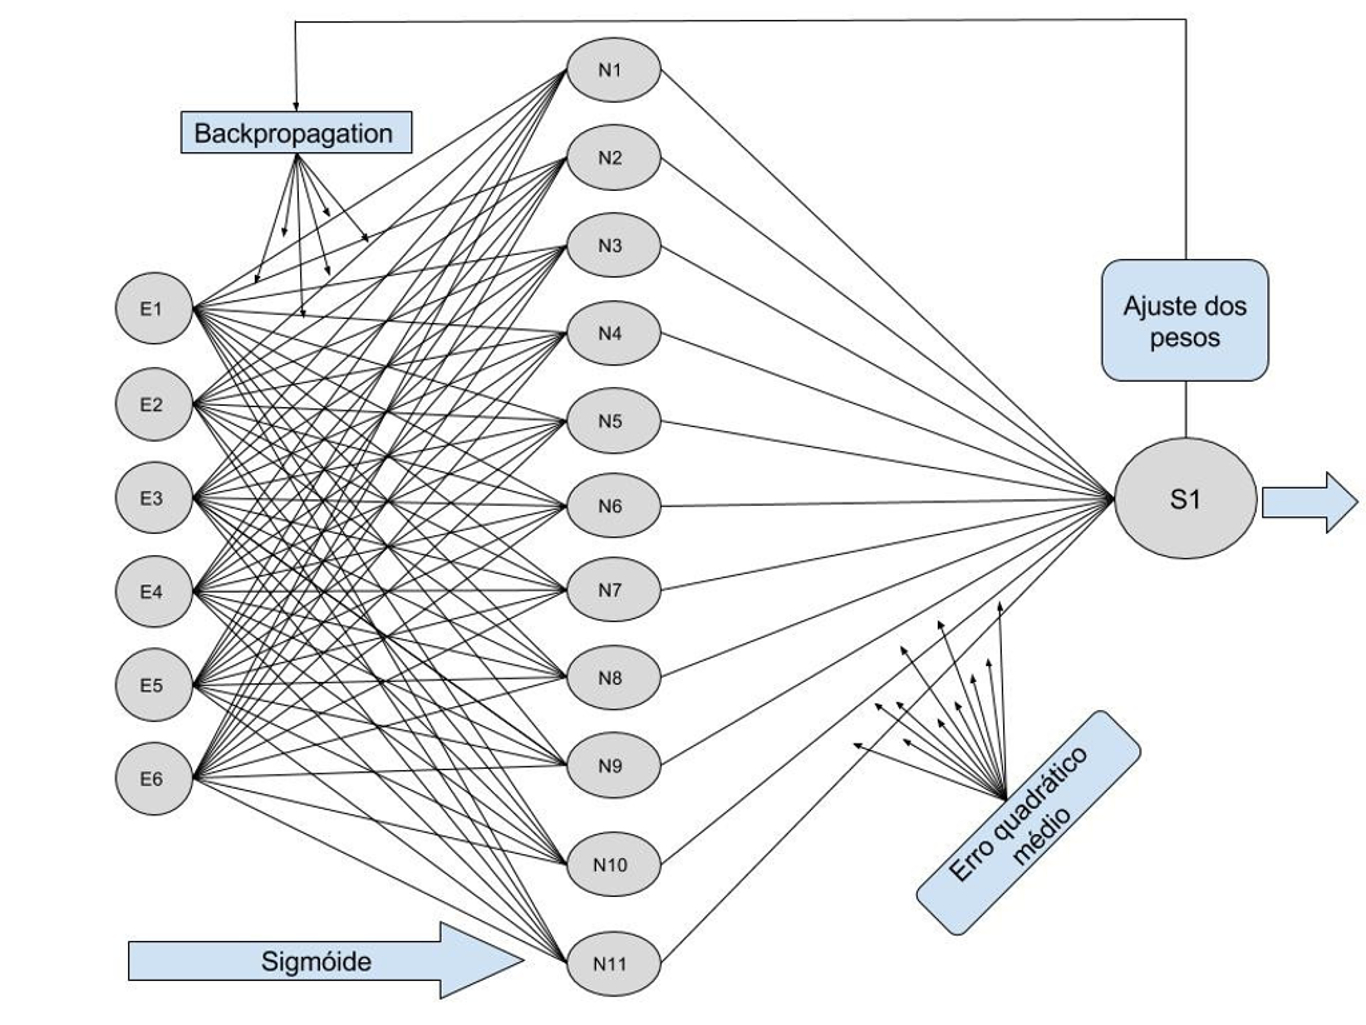 Backpropagation
E1
E2
E3
E4
E5
E6
Sigmóide
N1
N2
N3
N4
N5
N6
N7
N8
N9
N10
N11
Ajuste dos
pesos
S1
Erro quadrático
médio